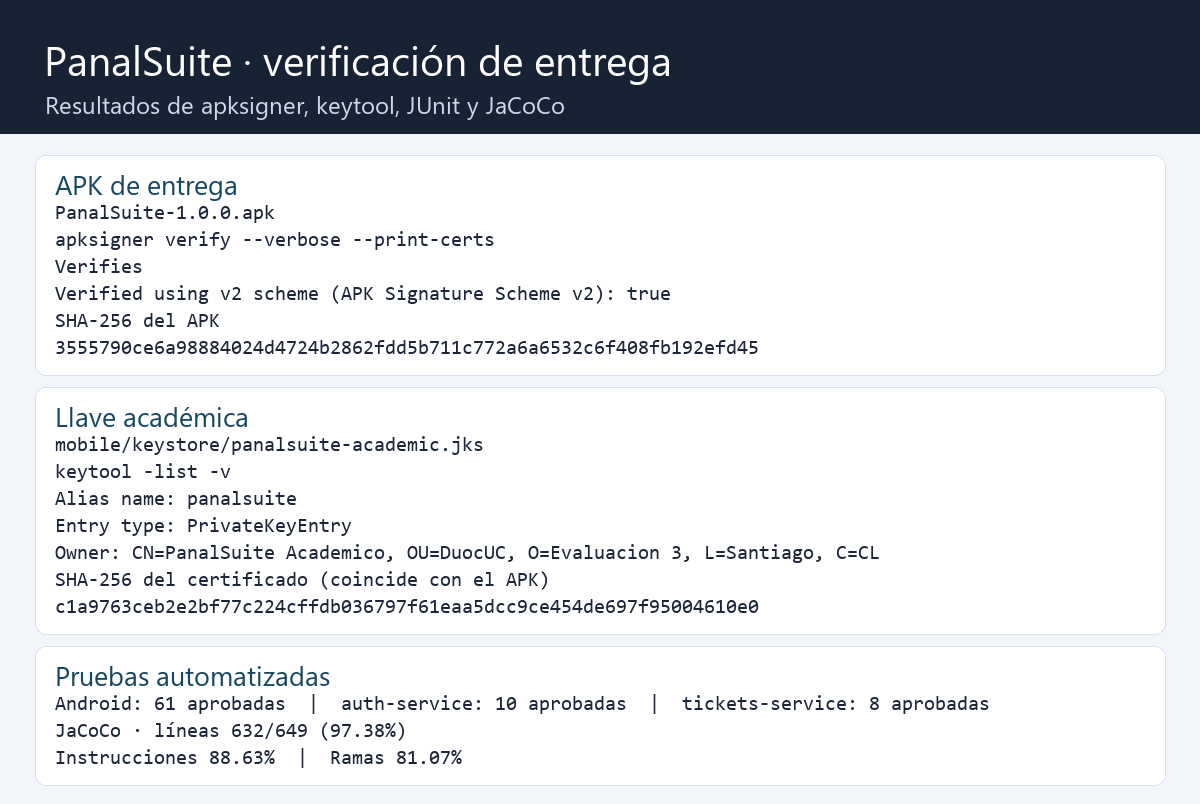 PanalSuite · verificación de entrega
Resultados de apksigner, keytool, JUnit y JaCoCo
APK de entrega
PanalSuite-1.0.0.apk
apksigner verify --verbose --print-certs
Verifies
Verified using v2 scheme (APK Signature Scheme v2): true
SHA-256 del APK
3555790ce6a98884024d4724b2862fdd5b711c772a6a6532c6f408fb192efd45
Llave académica
mobile/keystore/panalsuite-academic.jks
keytool -list -v
Alias name: panalsuite
Entry type: PrivateKeyEntry
Owner: CN=PanalSuite Academico, OU=DuocUC, O=Evaluacion 3, L=Santiago, C=CL
SHA-256 del certificado (coincide con el APK)
c1a9763ceb2e2bf77c224cffdb036797f61eaa5dcc9ce454de697f95004610e0
Pruebas automatizadas
Android: 61 aprobadas | auth-service: 10 aprobadas | tickets-service: 8 aprobadas
JaCoCo · líneas 632/649 (97.38%)
Instrucciones 88.63% | Ramas 81.07%